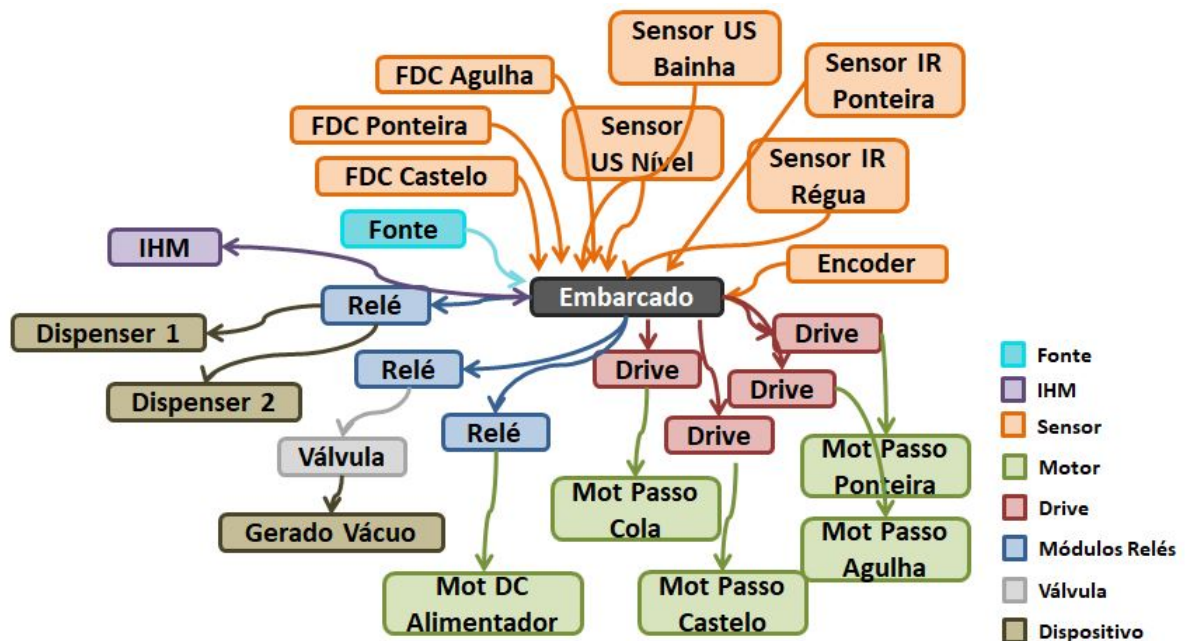 Sensor US
Bainha
FDC Agulha
Sensor IR
Ponteira
FDC Ponteira
Sensor
US Nível
FDC Castelo
Sensor IR
Régua
Fonte
IHM
Encoder
Embarcado
Relé
Dispenser 1
Drive
Relé
Drive
Drive
Dispenser 2
Relé
Drive
Válvula
Mot Passo
Ponteira
Mot Passo
Cola
Gerado Vácuo
Mot Passo
Agulha
Mot DC
Alimentador
Mot Passo
Castelo
Fonte
IHM
Sensor
Motor
Drive
Módulos Relés
Válvula
Dispositivo